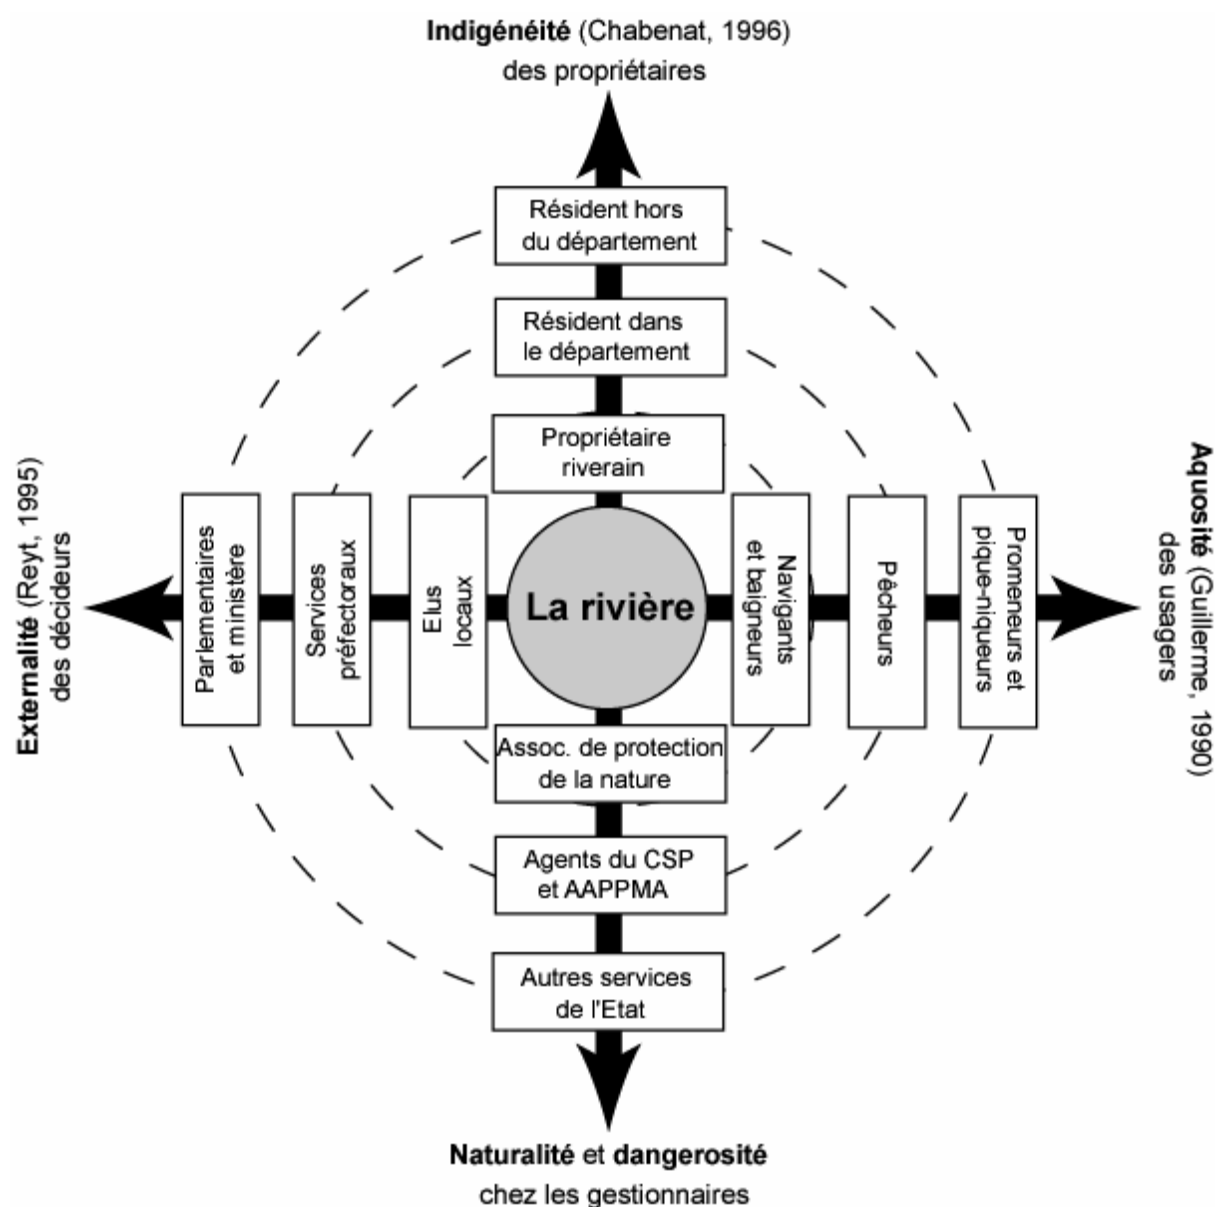 Indigénéité (Chabenat, 1996)
des propriétaires
Résident hors
du département
Résident dans
le département
Propriétaire
riverain
Externalité (Reyt, 1995)
des décideurs
Parlementaires
et ministère
Services
préfectoraux
Elus
locaux
La rivière
Navigants
et baigneurs
Pêcheurs
Promeneurs et
pique-niqueurs
Aquosité (Guillerme, 1990)
des usagers
Assoc. de protection
de la nature
Agents du CSP
et AAPPMA
Autres services
de l'Etat
Naturalité et dangerosité
chez les gestionnaires